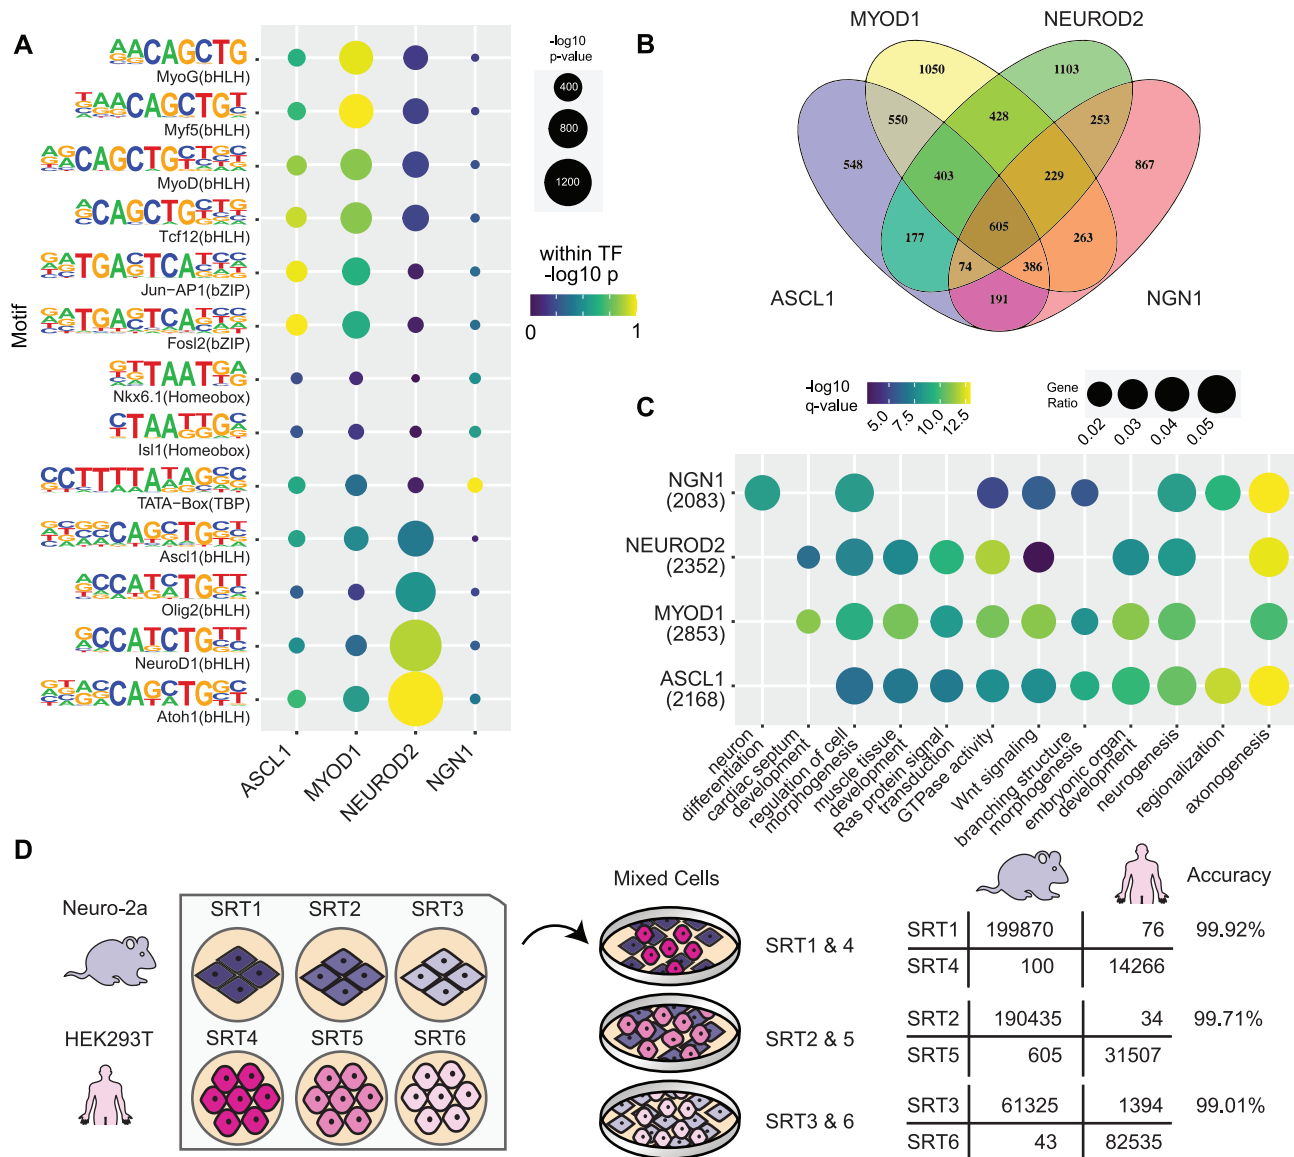 A
Motif
MyoG(bHLH)
Myf5(bHLH)
MyoD(bHLH)
Tcf12(bHLH)
Jun-AP1(bZIP)
Fosl2(bZIP)
Nkx6.1(Homeobox)
Isl1(Homeobox)
TATA-Box(TBP)
Ascl1(bHLH)
Olig2(bHLH)
NeuroD1(bHLH)
Atoh1(bHLH)
ASCL1
MYOD1
NEUROD2
NGN1
-log10
p-value
400
800
1200
within TF
-log10 p
0
1
B
MYOD1
NEUROD2
1050
1103
550
428
253
548
403
229
867
605
177
263
74
386
191
ASCL1
NGN1
C
-log10
q-value
5.0
7.5
10.0
12.5
Gene
Ratio
0.02
0.03
0.04
0.05
NGN1
(2083)
NEUROD2
(2352)
MYOD1
(2853)
ASCL1
(2168)
neuron
differentiation
cardiac septum
development
regulation of cell
morphogenesis
muscle tissue
development
Ras protein signal
transduction
GTPase activity
Wnt signaling
branching structure
morphogenesis
embryonic organ
development
neurogenesis
regionalization
axonogenesis
D
Neuro-2a
HEK293T
SRT1 SRT2 SRT3
SRT4 SRT5 SRT6
Mixed Cells
SRT1 & 4
SRT2 & 5
SRT3 & 6
Accuracy
SRT1 199870 76 99.92%
SRT4 100 14266
SRT2 190435 34 99.71%
SRT5 605 31507
SRT3 61325 1394 99.01%
SRT6 43 82535